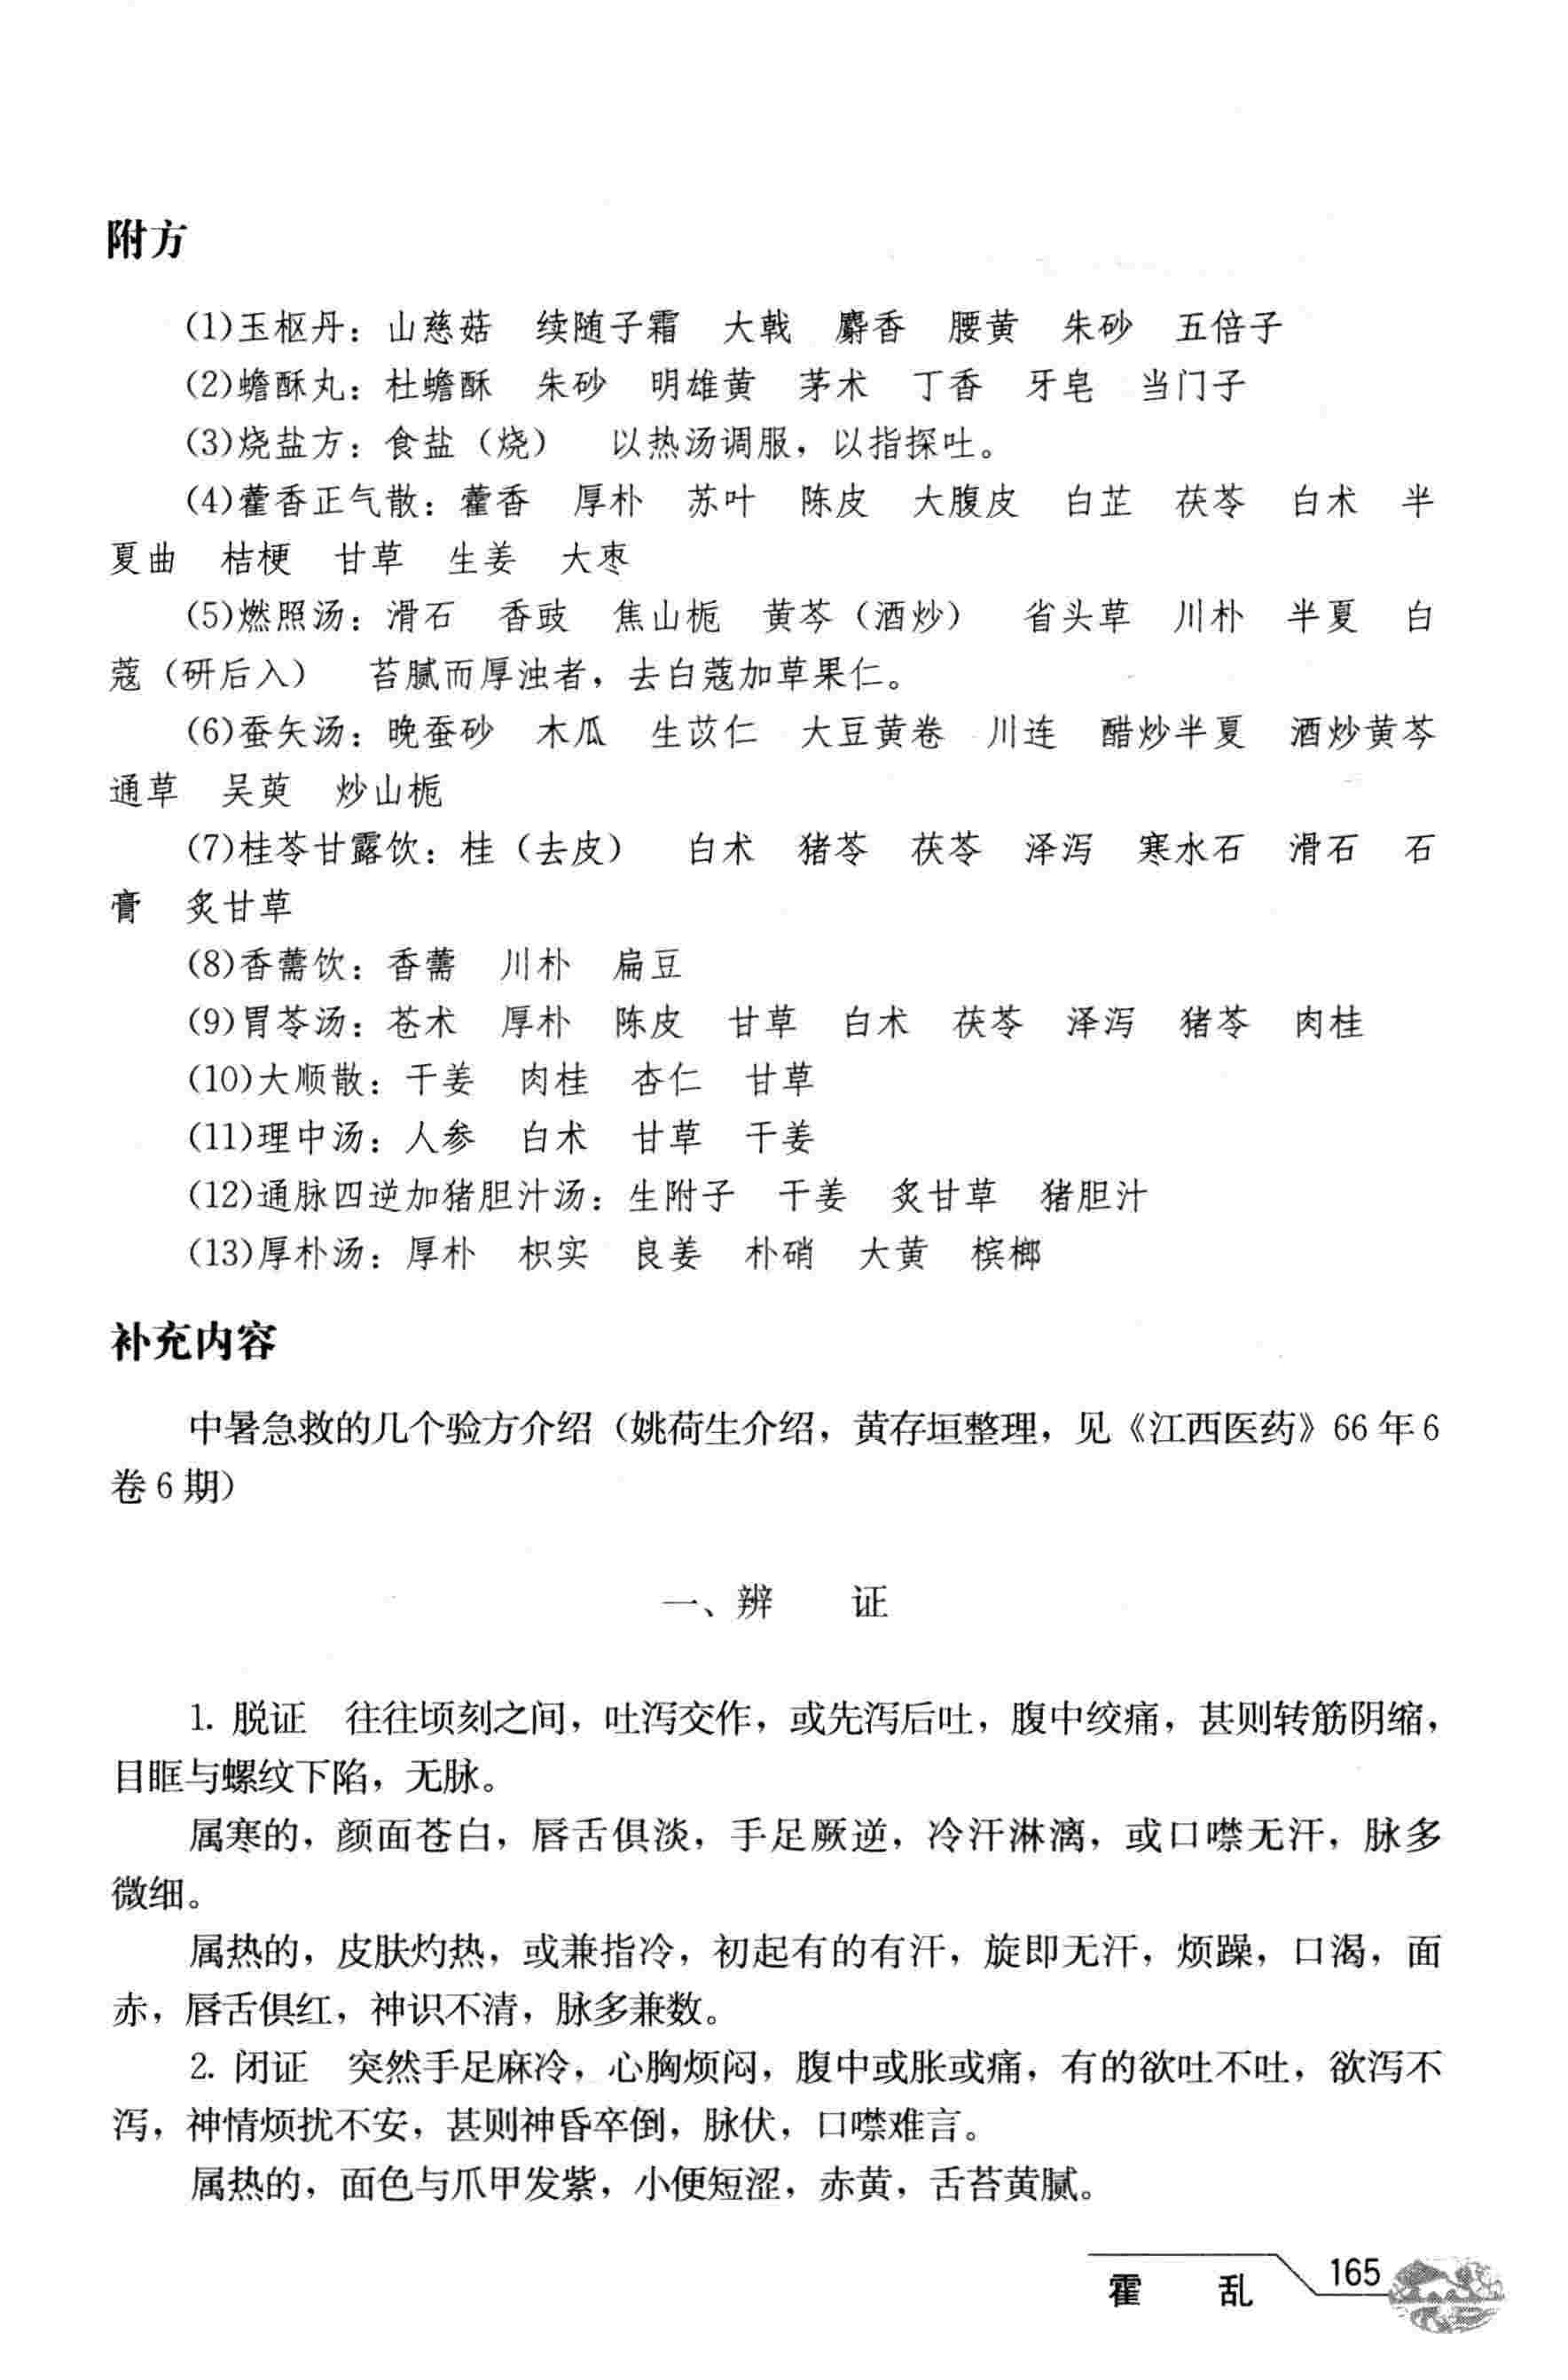 附方
(1)玉枢丹：山慈菇　续随子霜　大戟　麝香　腰黄　朱砂　五倍子
(2)蟾酥丸：杜蟾酥　朱砂　明雄黄　茅术　丁香　牙皂　当门子
(3)烧盐方：食盐（烧）　以热汤调服，以指探吐。
(4)藿香正气散：藿香　厚朴　苏叶　陈皮　大腹皮　白芷　茯苓　白术　半
夏曲　桔梗　甘草　生姜　大枣
(5)燃照汤：滑石　香豉　焦山栀　黄芩（酒炒）　省头草　川朴　半夏　白
蔻（研后入）　苔腻而厚浊者，去白蔻加草果仁。
(6)蚕矢汤：晚蚕砂　木瓜　生苡仁　大豆黄卷　川连　醋炒半夏　酒炒黄芩
通草　吴萸　炒山栀
(7)桂苓甘露饮：桂（去皮）　白术　猪苓　茯苓　泽泻　寒水石　滑石　石
膏　炙甘草
(8)香薷饮：香薷　川朴　扁豆
(9)胃苓汤：苍术　厚朴　陈皮　甘草　白术　茯苓　泽泻　猪苓　肉桂
(10)大顺散：干姜　肉桂　杏仁　甘草
(11)理中汤：人参　白术　甘草　干姜
(12)通脉四逆加猪胆汁汤：生附子　干姜　炙甘草　猪胆汁
(13)厚朴汤：厚朴　枳实　良姜　朴硝　大黄　槟榔
补充内容
中暑急救的几个验方介绍（姚荷生介绍，黄存垣整理，见《江西医药》66 年 6
卷 6 期）
一、辨　证
1. 脱证　往往顷刻之间，吐泻交作，或先泻后吐，腹中绞痛，甚则转筋阴缩，
目眶与螺纹下陷，无脉。
属寒的，颜面苍白，唇舌俱淡，手足厥逆，冷汗淋漓，或口噤无汗，脉多
微细。
属热的，皮肤灼热，或兼指冷，初起有的有汗，旋即无汗，烦躁，口渴，面
赤，唇舌俱红，神识不清，脉多兼数。
2. 闭证　突然手足麻冷，心胸烦闷，腹中或胀或痛，有的欲吐不吐，欲泻不
泻，神情烦扰不安，甚则神昏卒倒，脉伏，口噤难言。
属热的，面色与爪甲发紫，小便短涩，赤黄，舌苔黄腻。
霍　乱　165